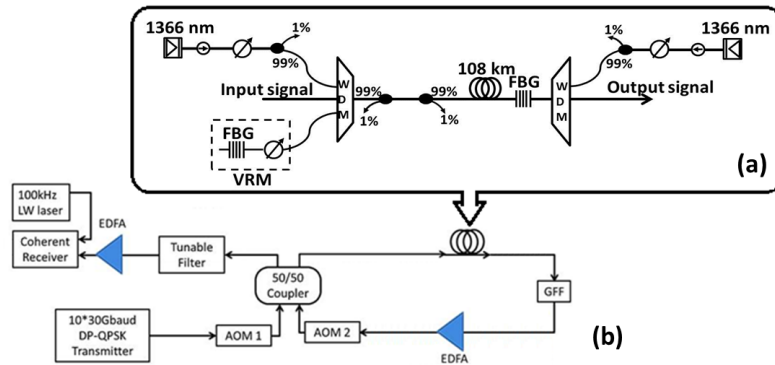 1366 nm
1%
99%
Input signal
W
D
M
FBG
VRM
99%
1%
99%
1%
108 km
FBG
W
D
M
1%
99%
1366 nm
Output signal
(a)
100kHz
LW laser
Coherent
Receiver
EDFA
Tunable
Filter
50/50
Coupler
10*30Gbaud
DP-QPSK
Transmitter
AOM 1
AOM 2
EDFA
GFF
(b)